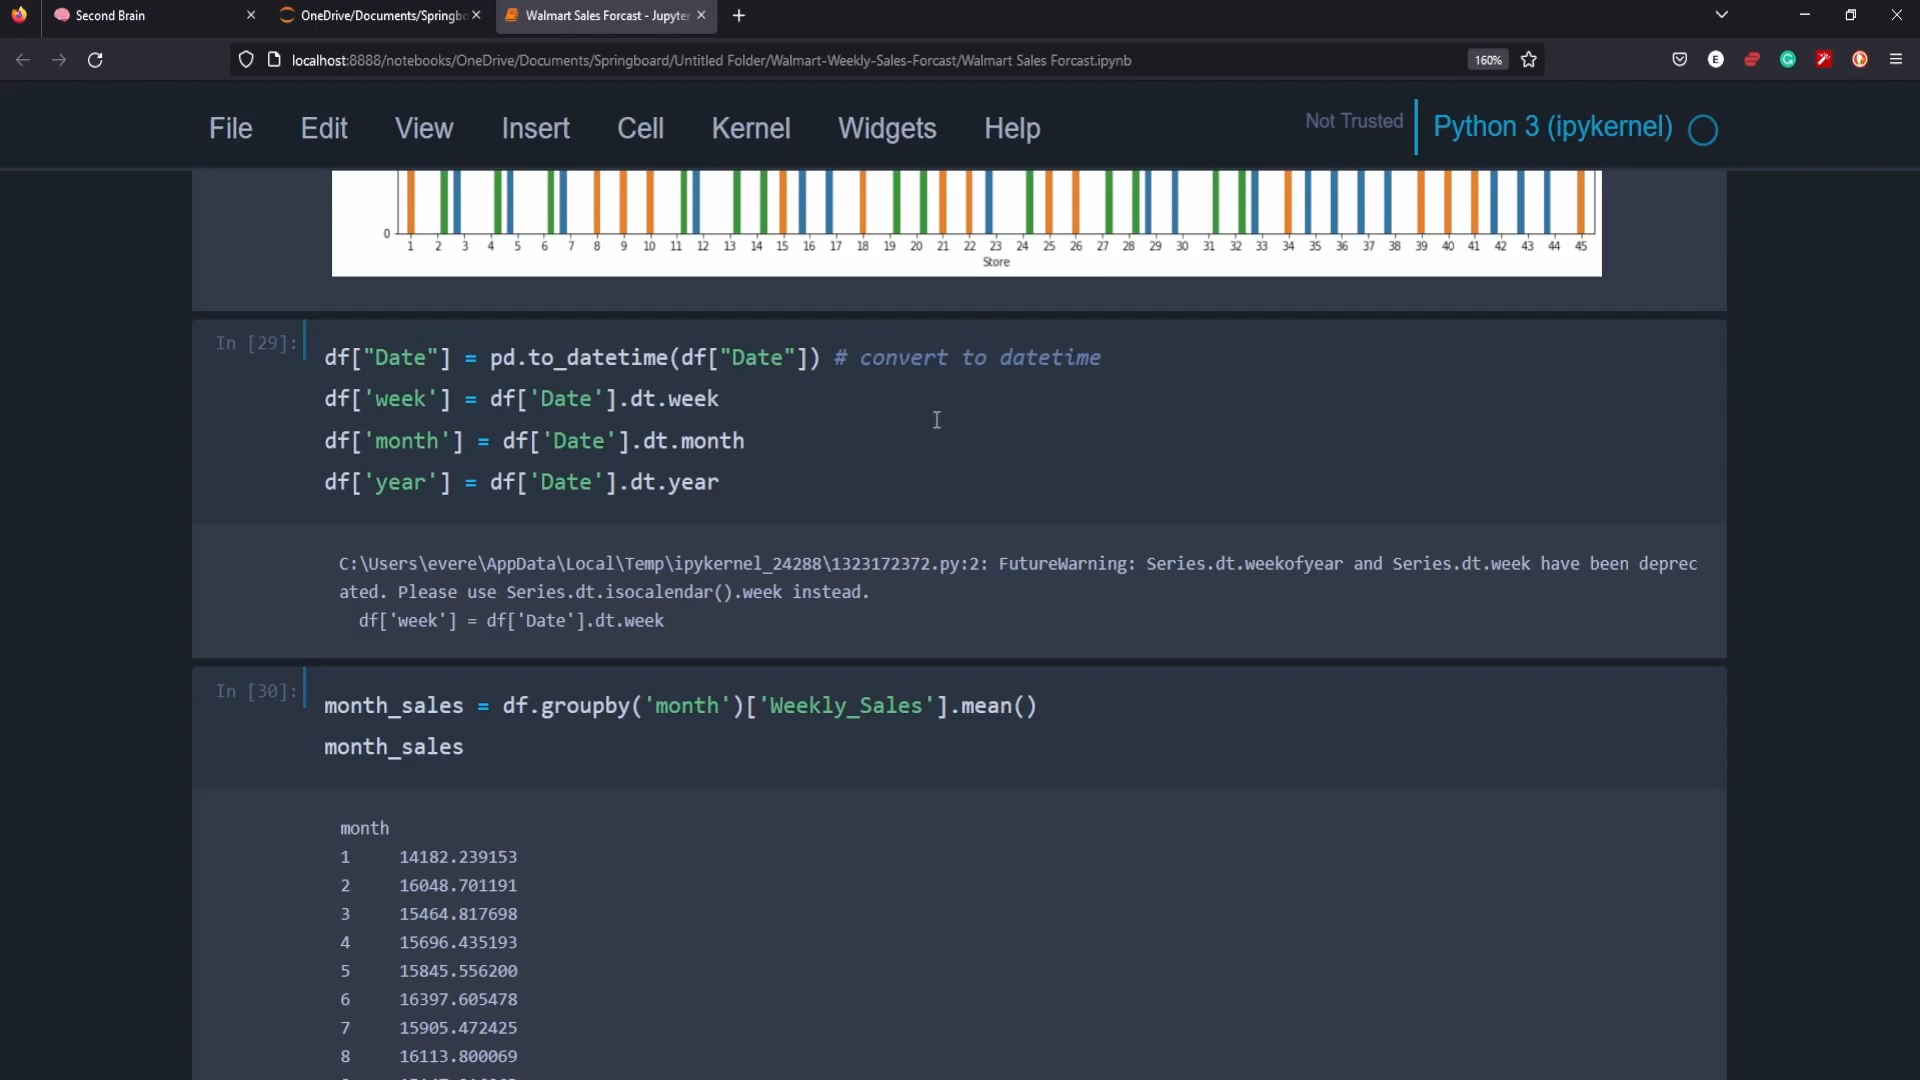 Second Brain
OneDrive/Documents/Springbo
Walmart Sales Forcast - Jupyter
localhost:8888/notebooks/OneDrive/Documents/Springboard/Untitled Folder/Walmart-Weekly-Sales-Forcast/Walmart Sales Forcast.ipynb
160%
File Edit View Insert Cell Kernel Widgets Help
Not Trusted
Python 3 (ipykernel)
0
1 2 3 4 5 6 7 8 9 10 11 12 13 14 15 16 17 18 19 20 21 22 23 24 25 26 27 28 29 30 31 32 33 34 35 36 37 38 39 40 41 42 43 44 45
Store
In [29]:
df["Date"] = pd.to_datetime(df["Date"]) # convert to datetime
df['week'] = df['Date'].dt.week
df['month'] = df['Date'].dt.month
df['year'] = df['Date'].dt.year
C:\Users\evere\AppData\Local\Temp\ipykernel_24288\1323172372.py:2: FutureWarning: Series.dt.weekofyear and Series.dt.week have been deprec
ated. Please use Series.dt.isocalendar().week instead.
df['week'] = df['Date'].dt.week
In [30]:
month_sales = df.groupby('month')['Weekly_Sales'].mean()
month_sales
month
1 14182.239153
2 16048.701191
3 15464.817698
4 15696.435193
5 15845.556200
6 16397.605478
7 15905.472425
8 16113.800069